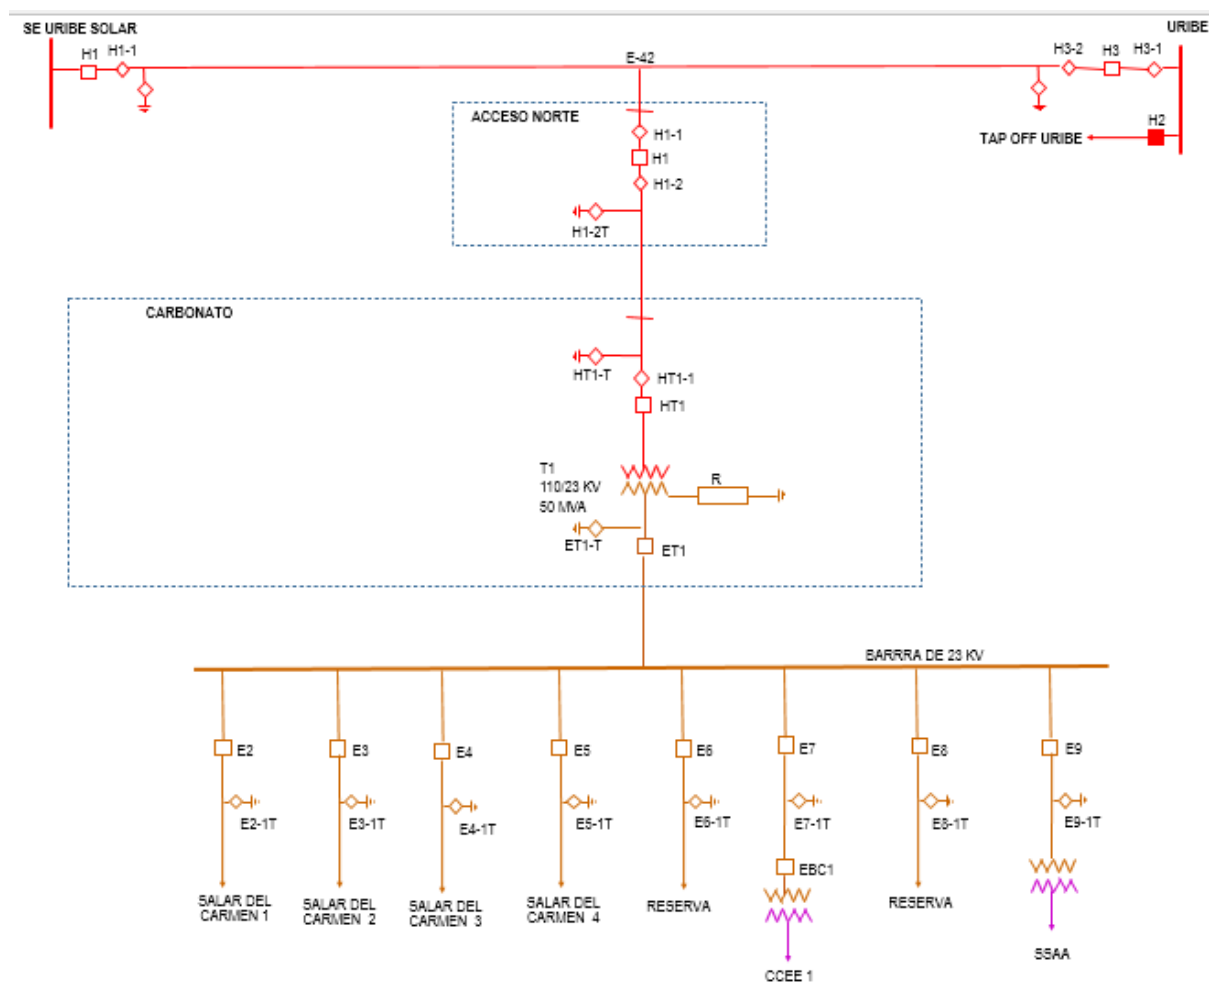 SE URIBE SOLAR
URIBE
H1
H1-1
E-42
H3-2
H3
H3-1
H2
TAP OFF URIBE
ACCESO NORTE
H1-1
H1
H1-2
H1-2T
CARBONATO
HT1-T
HT1-1
HT1
T1
110/23 KV
50 MVA
R
ET1-T
ET1
BARRRA DE 23 KV
E2
E3
E4
E5
E6
E7
E8
E9
E2-1T
E3-1T
E4-1T
E5-1T
E6-1T
E7-1T
E8-1T
E9-1T
EBC1
SALAR DEL
CARMEN 1
SALAR DEL
CARMEN 2
SALAR DEL
CARMEN 3
SALAR DEL
CARMEN 4
RESERVA
CCEE 1
RESERVA
SSAA